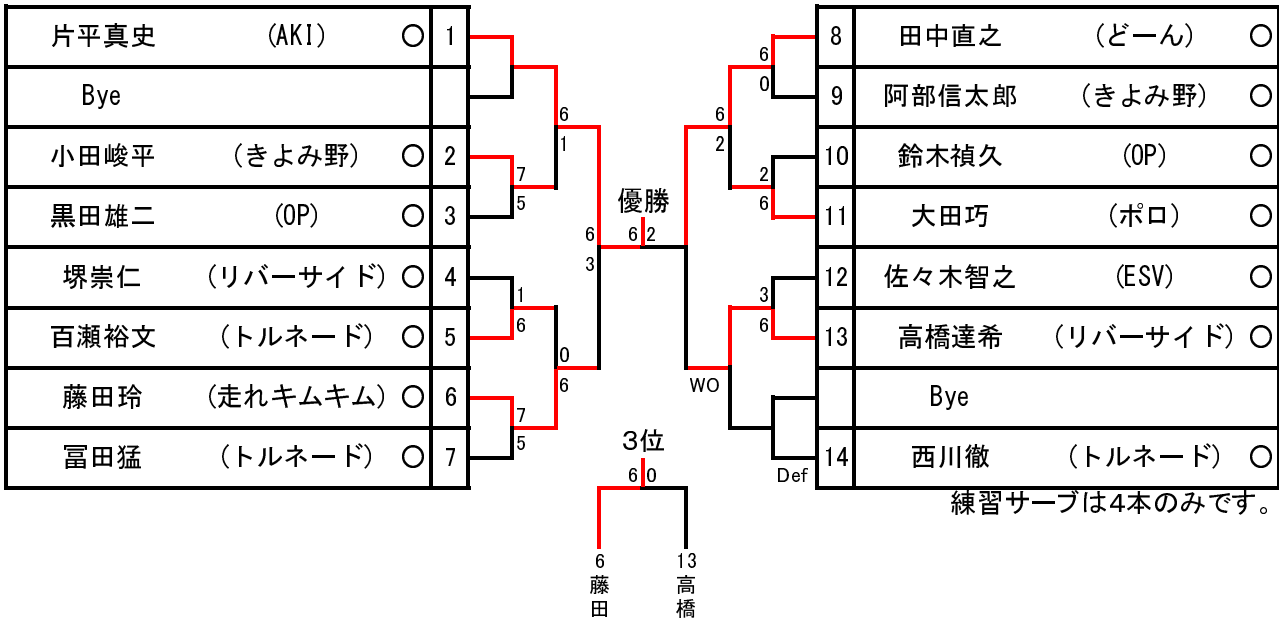 片平真史 (AKI) ○ 1
Bye
小田峻平 (きよみ野) ○ 2
黒田雄二 (OP) ○ 3
堺崇仁 (リバーサイド) ○ 4
百瀬裕文 (トルネード) ○ 5
藤田玲 (走れキムキム) ○ 6
冨田猛 (トルネード) ○ 7
7
5
1
6
7
5
6
1
0
6
6
3
優勝
6 2
3位
6 0
6 藤田
13 高橋
8 田中直之 (どーん) ○
9 阿部信太郎 (きよみ野) ○
10 鈴木禎久 (OP) ○
11 大田巧 (ポロ) ○
12 佐々木智之 (ESV) ○
13 高橋達希 (リバーサイド) ○
Bye
14 西川徹 (トルネード) ○
6
0
2
6
3
6
Def
6
2
WO
練習サーブは4本のみです。